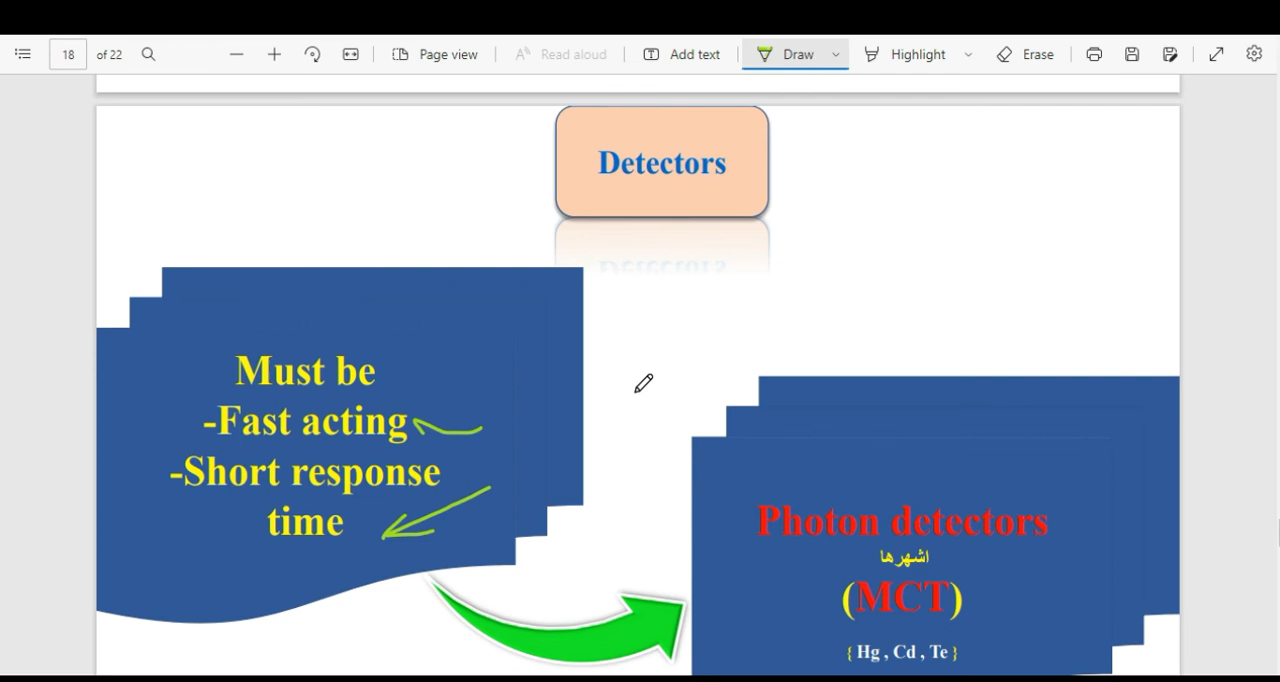 18 of 22 Page view Read aloud Add text Draw Highlight Erase
Detectors
Must be
-Fast acting
-Short response
time
Photon detectors
اشهرها
(MCT)
{ Hg , Cd , Te }